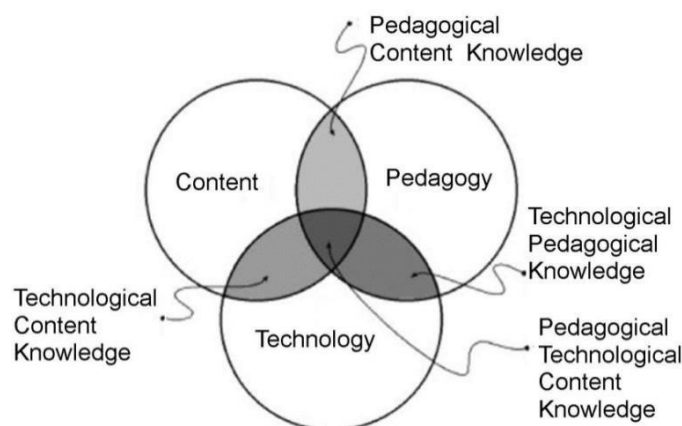 Pedagogical
Content Knowledge
Content
Pedagogy
Technological
Pedagogical
Knowledge
Technological
Content
Knowledge
Technology
Pedagogical
Technological
Content
Knowledge